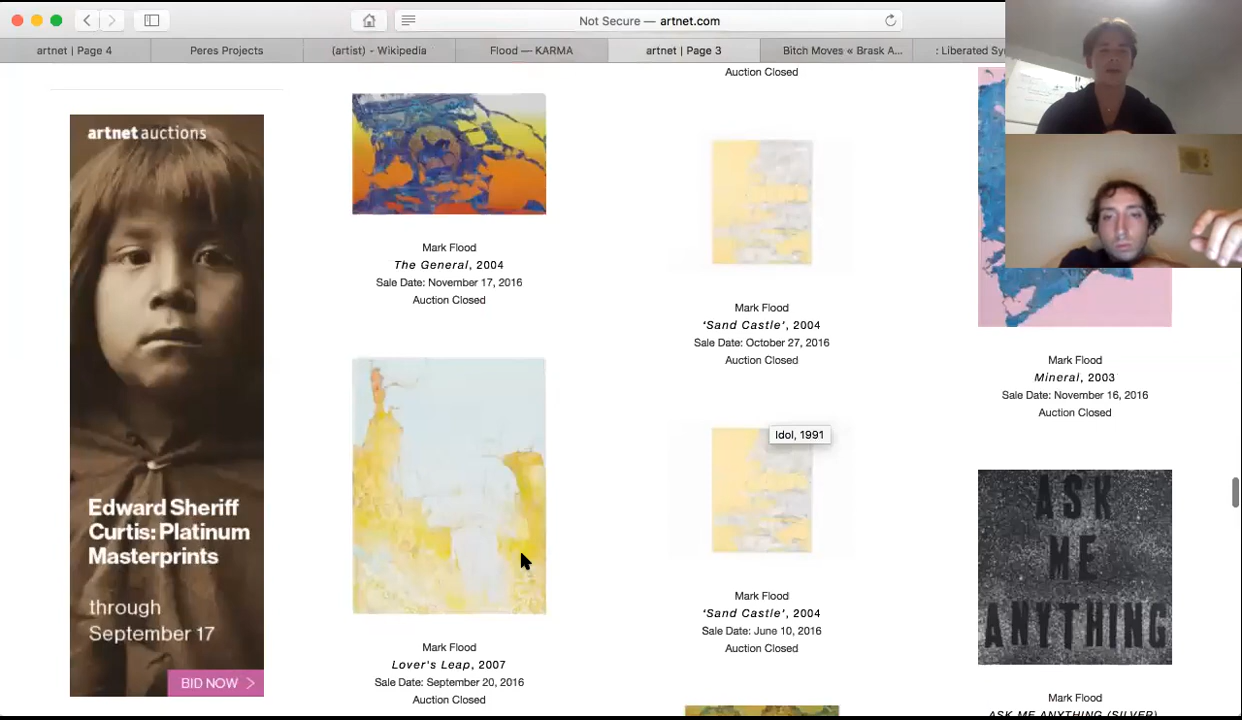 Not Secure — artnet.com
artnet | Page 4
Peres Projects
(artist) - Wikipedia
Flood — KARMA
artnet | Page 3
Bitch Moves « Brask A...
: Liberated Sy
artnet auctions
Edward Sheriff
Curtis: Platinum
Masterprints
through
September 17
BID NOW >
Mark Flood
The General, 2004
Sale Date: November 17, 2016
Auction Closed
Mark Flood
Lover's Leap, 2007
Sale Date: September 20, 2016
Auction Closed
Auction Closed
Mark Flood
‘Sand Castle’, 2004
Sale Date: October 27, 2016
Auction Closed
Idol, 1991
Mark Flood
‘Sand Castle’, 2004
Sale Date: June 10, 2016
Auction Closed
Mark Flood
Mineral, 2003
Sale Date: November 16, 2016
Auction Closed
ASK
ME
ANYTHING
Mark Flood
ASK ME ANYTHING (SILVER)